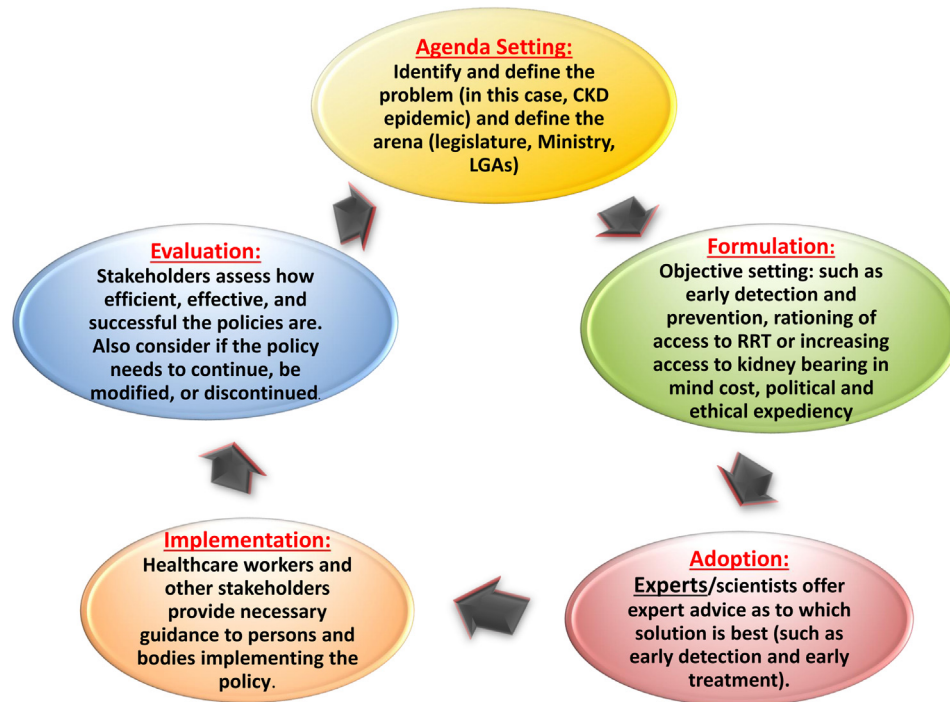 Agenda Setting:
Identify and define the
problem (in this case, CKD
epidemic) and define the
arena (legislature, Ministry,
LGAs)
Formulation:
Objective setting: such as
early detection and
prevention, rationing of
access to RRT or increasing
access to kidney bearing in
mind cost, political and
ethical expediency
Adoption:
Experts/scientists offer
expert advice as to which
solution is best (such as
early detection and early
treatment).
Implementation:
Healthcare workers and
other stakeholders
provide necessary
guidance to persons and
bodies implementing the
policy.
Evaluation:
Stakeholders assess how
efficient, effective, and
successful the policies are.
Also consider if the policy
needs to continue, be
modified, or discontinued.